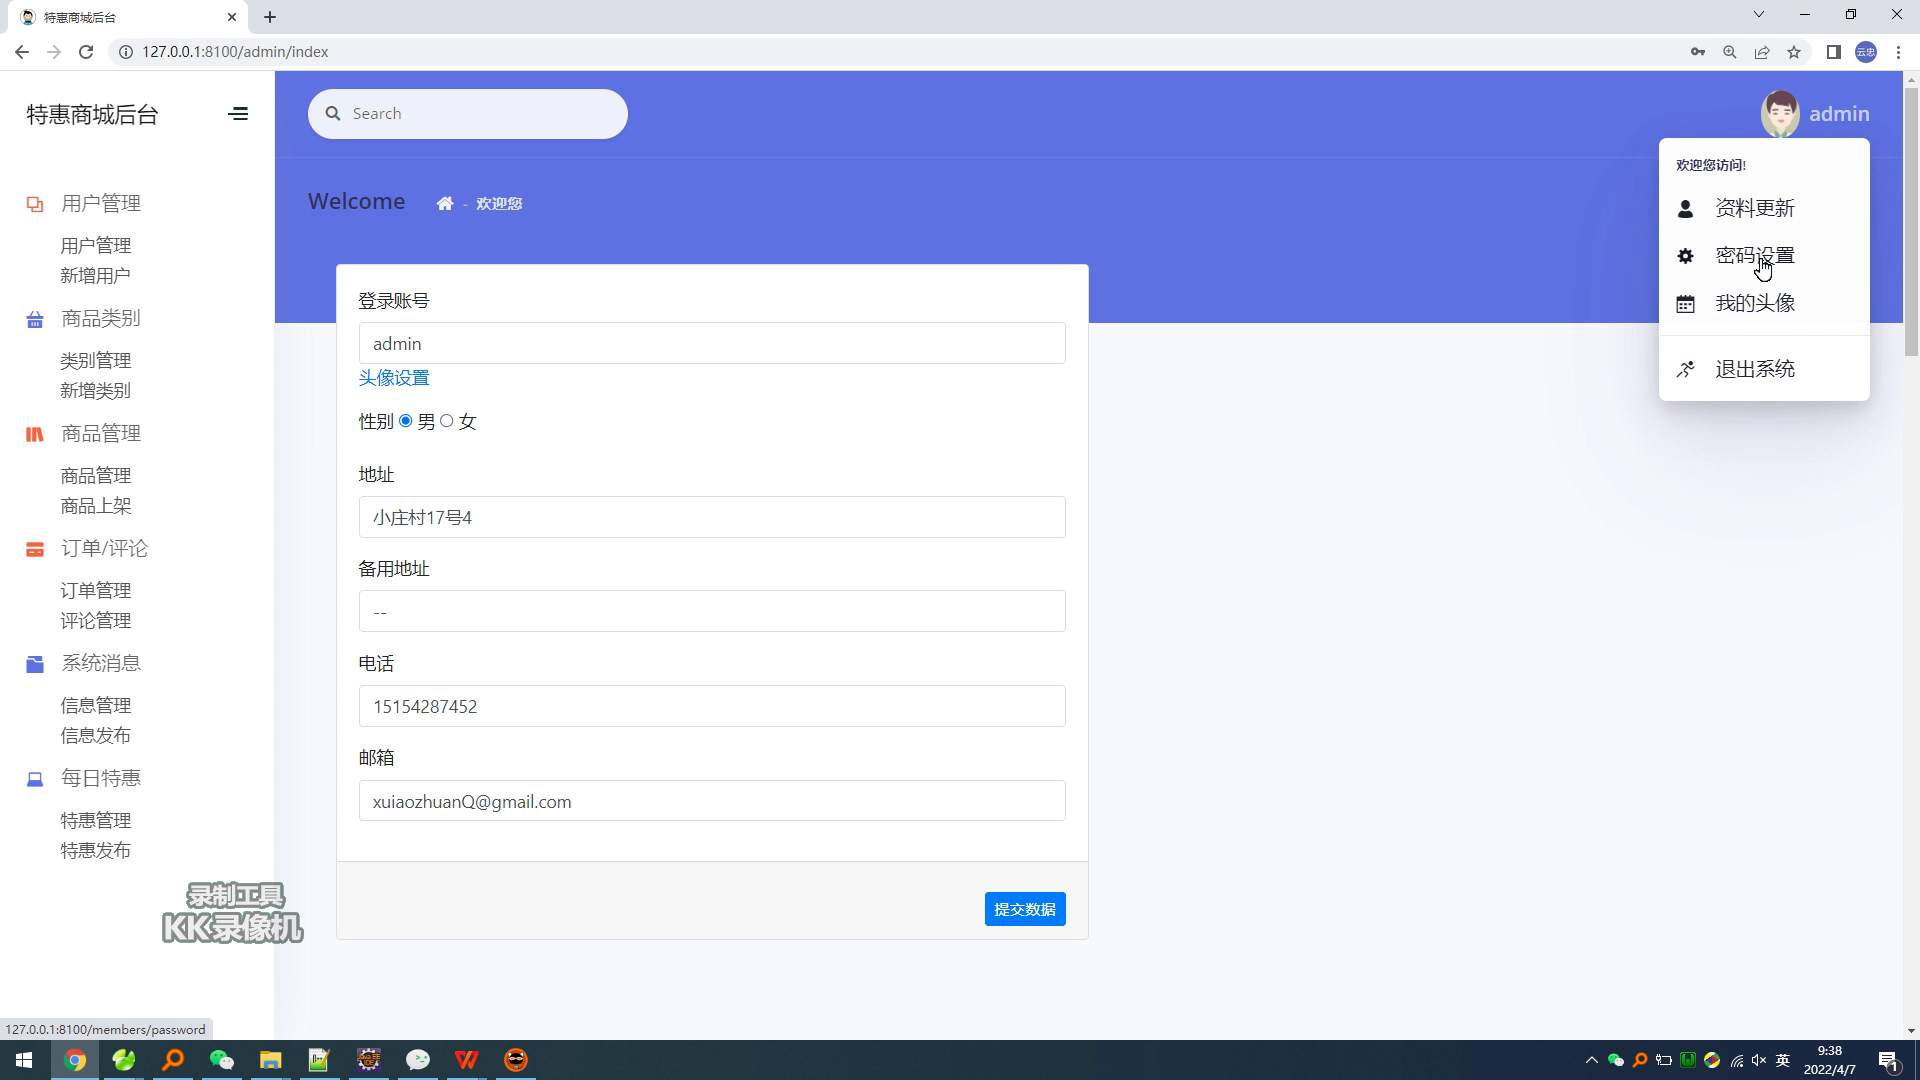 特惠商城后台
127.0.0.1:8100/admin/index
云忠
特惠商城后台
Search
admin
欢迎您访问!
资料更新
密码设置
我的头像
退出系统
Welcome
- 欢迎您
用户管理
用户管理
新增用户
商品类别
类别管理
新增类别
商品管理
商品管理
商品上架
订单/评论
订单管理
评论管理
系统消息
信息管理
信息发布
每日特惠
特惠管理
特惠发布
登录账号
admin
头像设置
性别 男 女
地址
小庄村17号4
备用地址
--
电话
15154287452
邮箱
xuiaozhuanQ@gmail.com
提交数据
录制工具
KK录像机
127.0.0.1:8100/members/password
英
9:38
2022/4/7
1